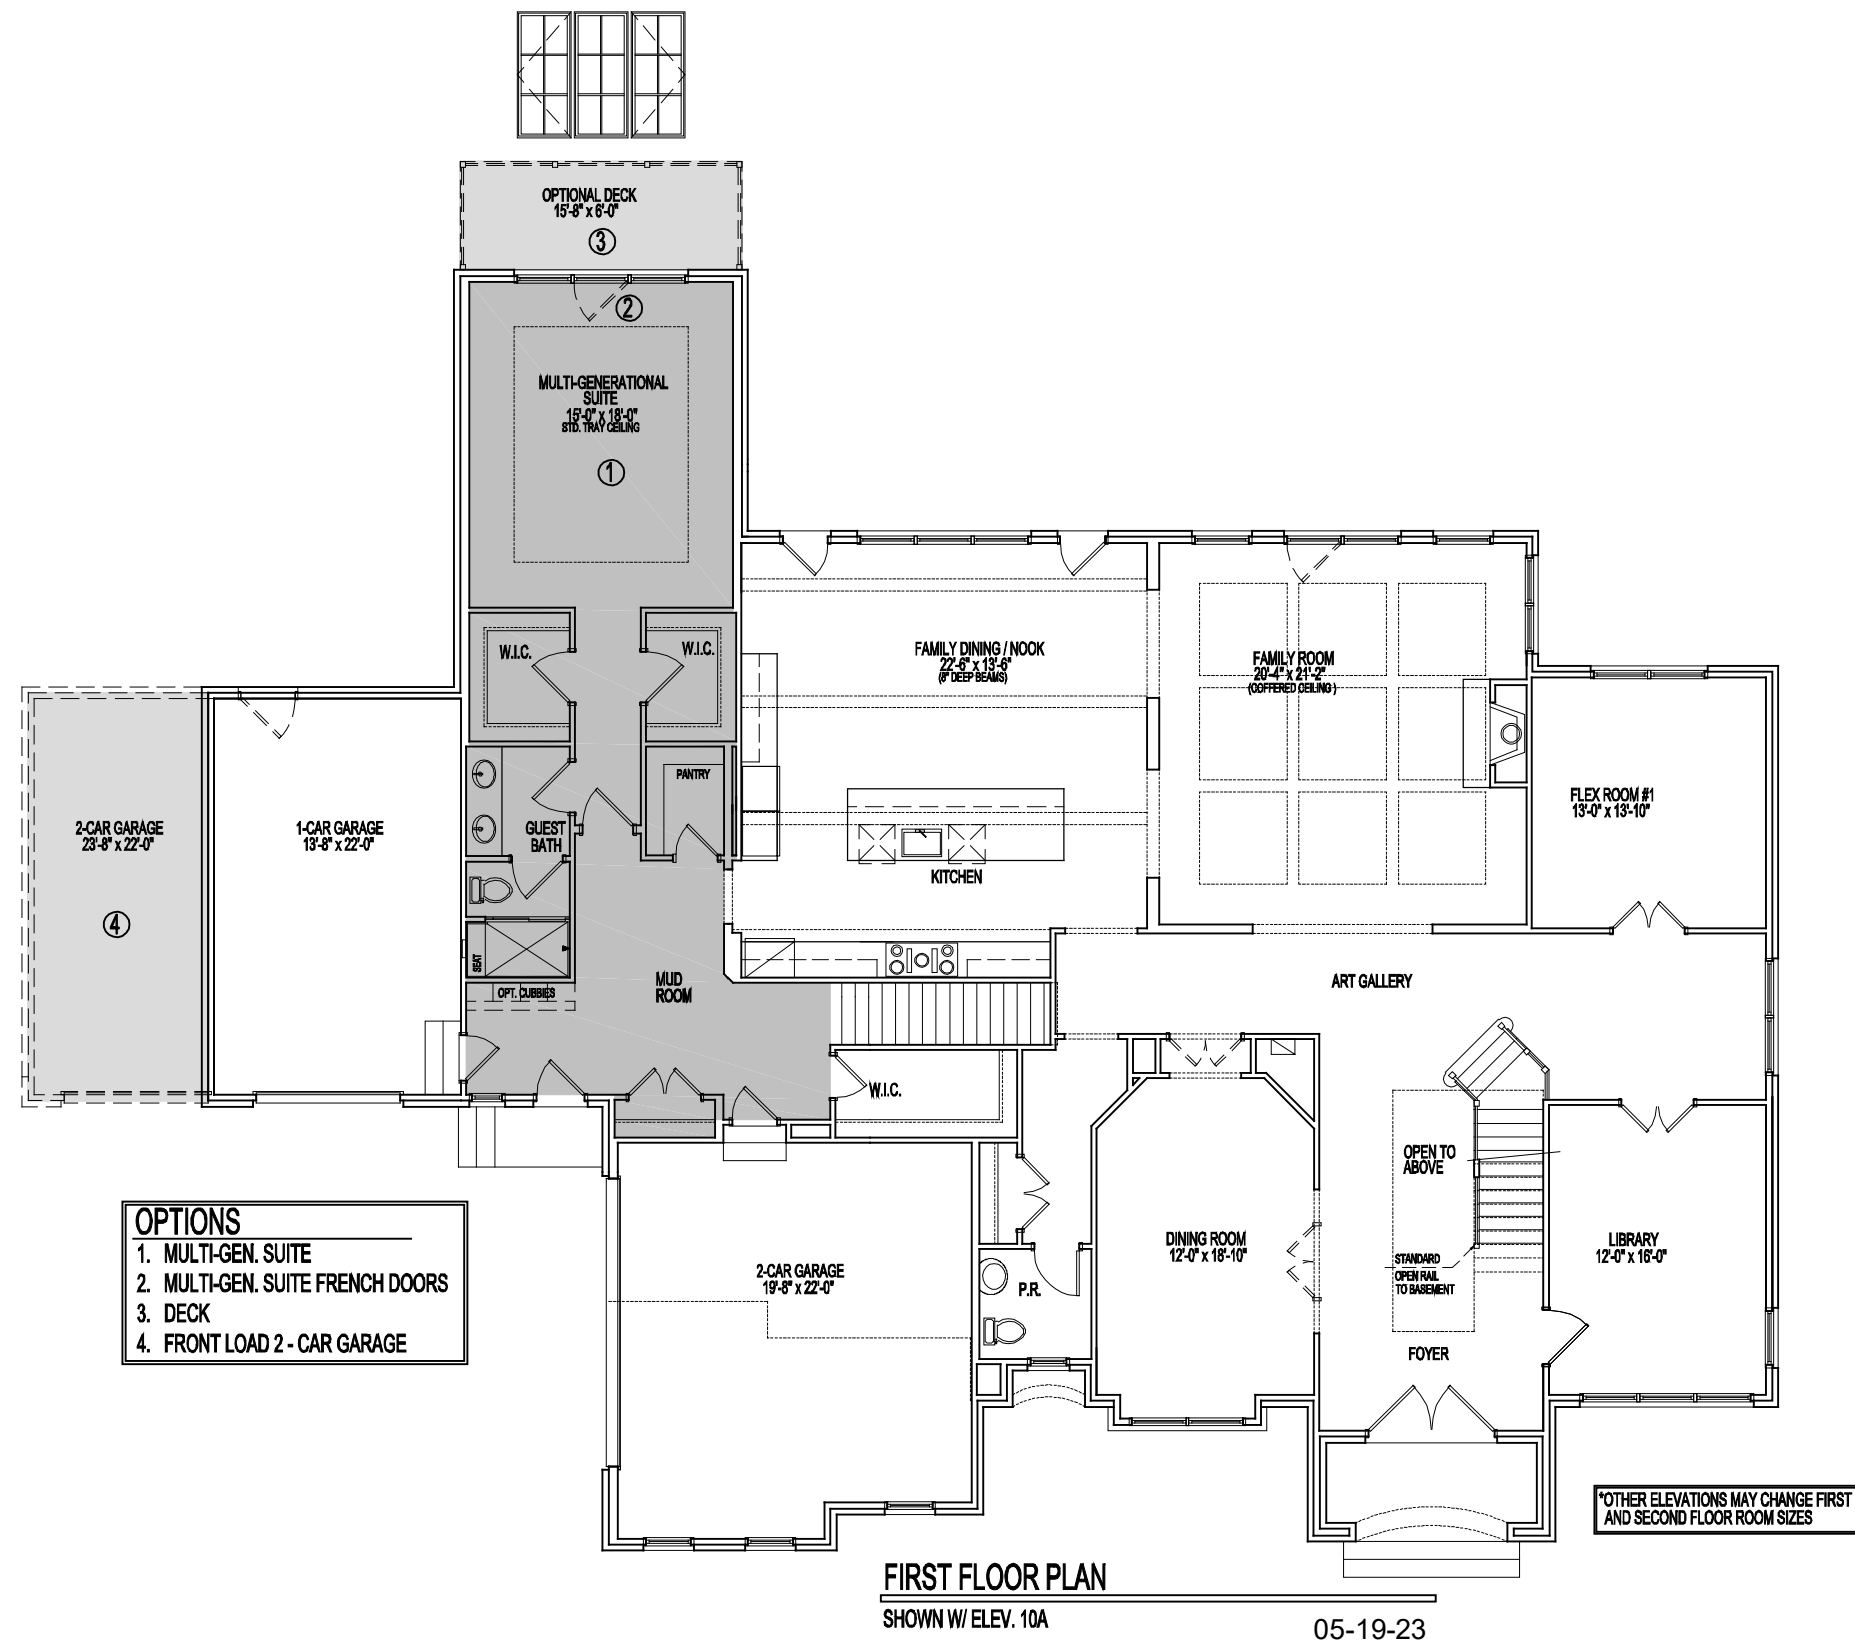 OPTIONAL DECK
15'-8" x 6'-0"
3
2
MULTI-GENERATIONAL
SUITE
15'-0" x 18'-0"
STD. TRAY CEILING
1
W.I.C.
W.I.C.
FAMILY DINING / NOOK
22'-6" x 13'-6"
(8" DEEP BEAMS)
FAMILY ROOM
20'-4" x 21'-2"
(COFFERED CEILING )
PANTRY
FLEX ROOM #1
13'-0" x 13'-10"
2-CAR GARAGE
23'-8" x 22'-0"
4
1-CAR GARAGE
13'-8" x 22'-0"
GUEST
BATH
KITCHEN
SEAT
OPT. CUBBIES
MUD
ROOM
ART GALLERY
W.I.C.
OPEN TO
ABOVE
DINING ROOM
12'-0" x 18'-10"
LIBRARY
12'-0" x 16'-0"
STANDARD
OPEN RAIL
TO BASEMENT
2-CAR GARAGE
19'-8" x 22'-0"
P.R.
FOYER
OPTIONS
1. MULTI-GEN. SUITE
2. MULTI-GEN. SUITE FRENCH DOORS
3. DECK
4. FRONT LOAD 2 - CAR GARAGE
*OTHER ELEVATIONS MAY CHANGE FIRST
AND SECOND FLOOR ROOM SIZES
FIRST FLOOR PLAN
SHOWN W/ ELEV. 10A
05-19-23